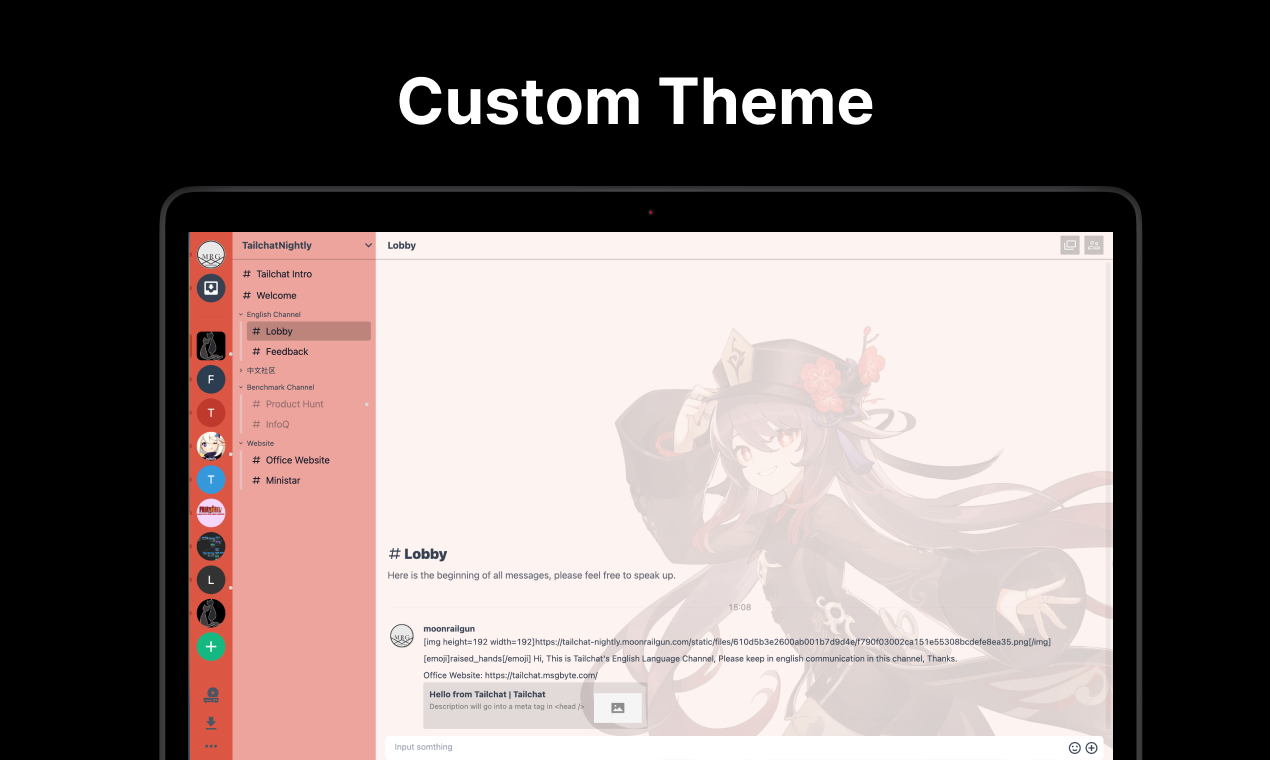 Custom Theme
MRG
TailchatNightly
Lobby
# Tailchat Intro
# Welcome
English Channel
# Lobby
# Feedback
中文社区
Benchmark Channel
# Product Hunt
# InfoQ
Website
# Office Website
# Ministar
F
T
T
L
# Lobby
Here is the beginning of all messages, please feel free to speak up.
15:08
MRG
moonrailgun
[img height=192 width=192]https://tailchat-nightly.moonrailgun.com/static/files/610d5b3e2600ab001b7d9d4e/f790f03002ca151e55308bcdefe8ea35.png[/img]
[emoji]raised_hands[/emoji] Hi, This is Tailchat's English Language Channel, Please keep in english communication in this channel, Thanks.
Office Website: https://tailchat.msgbyte.com/
Hello from Tailchat | Tailchat
Description will go into a meta tag in <head />
Input somthing